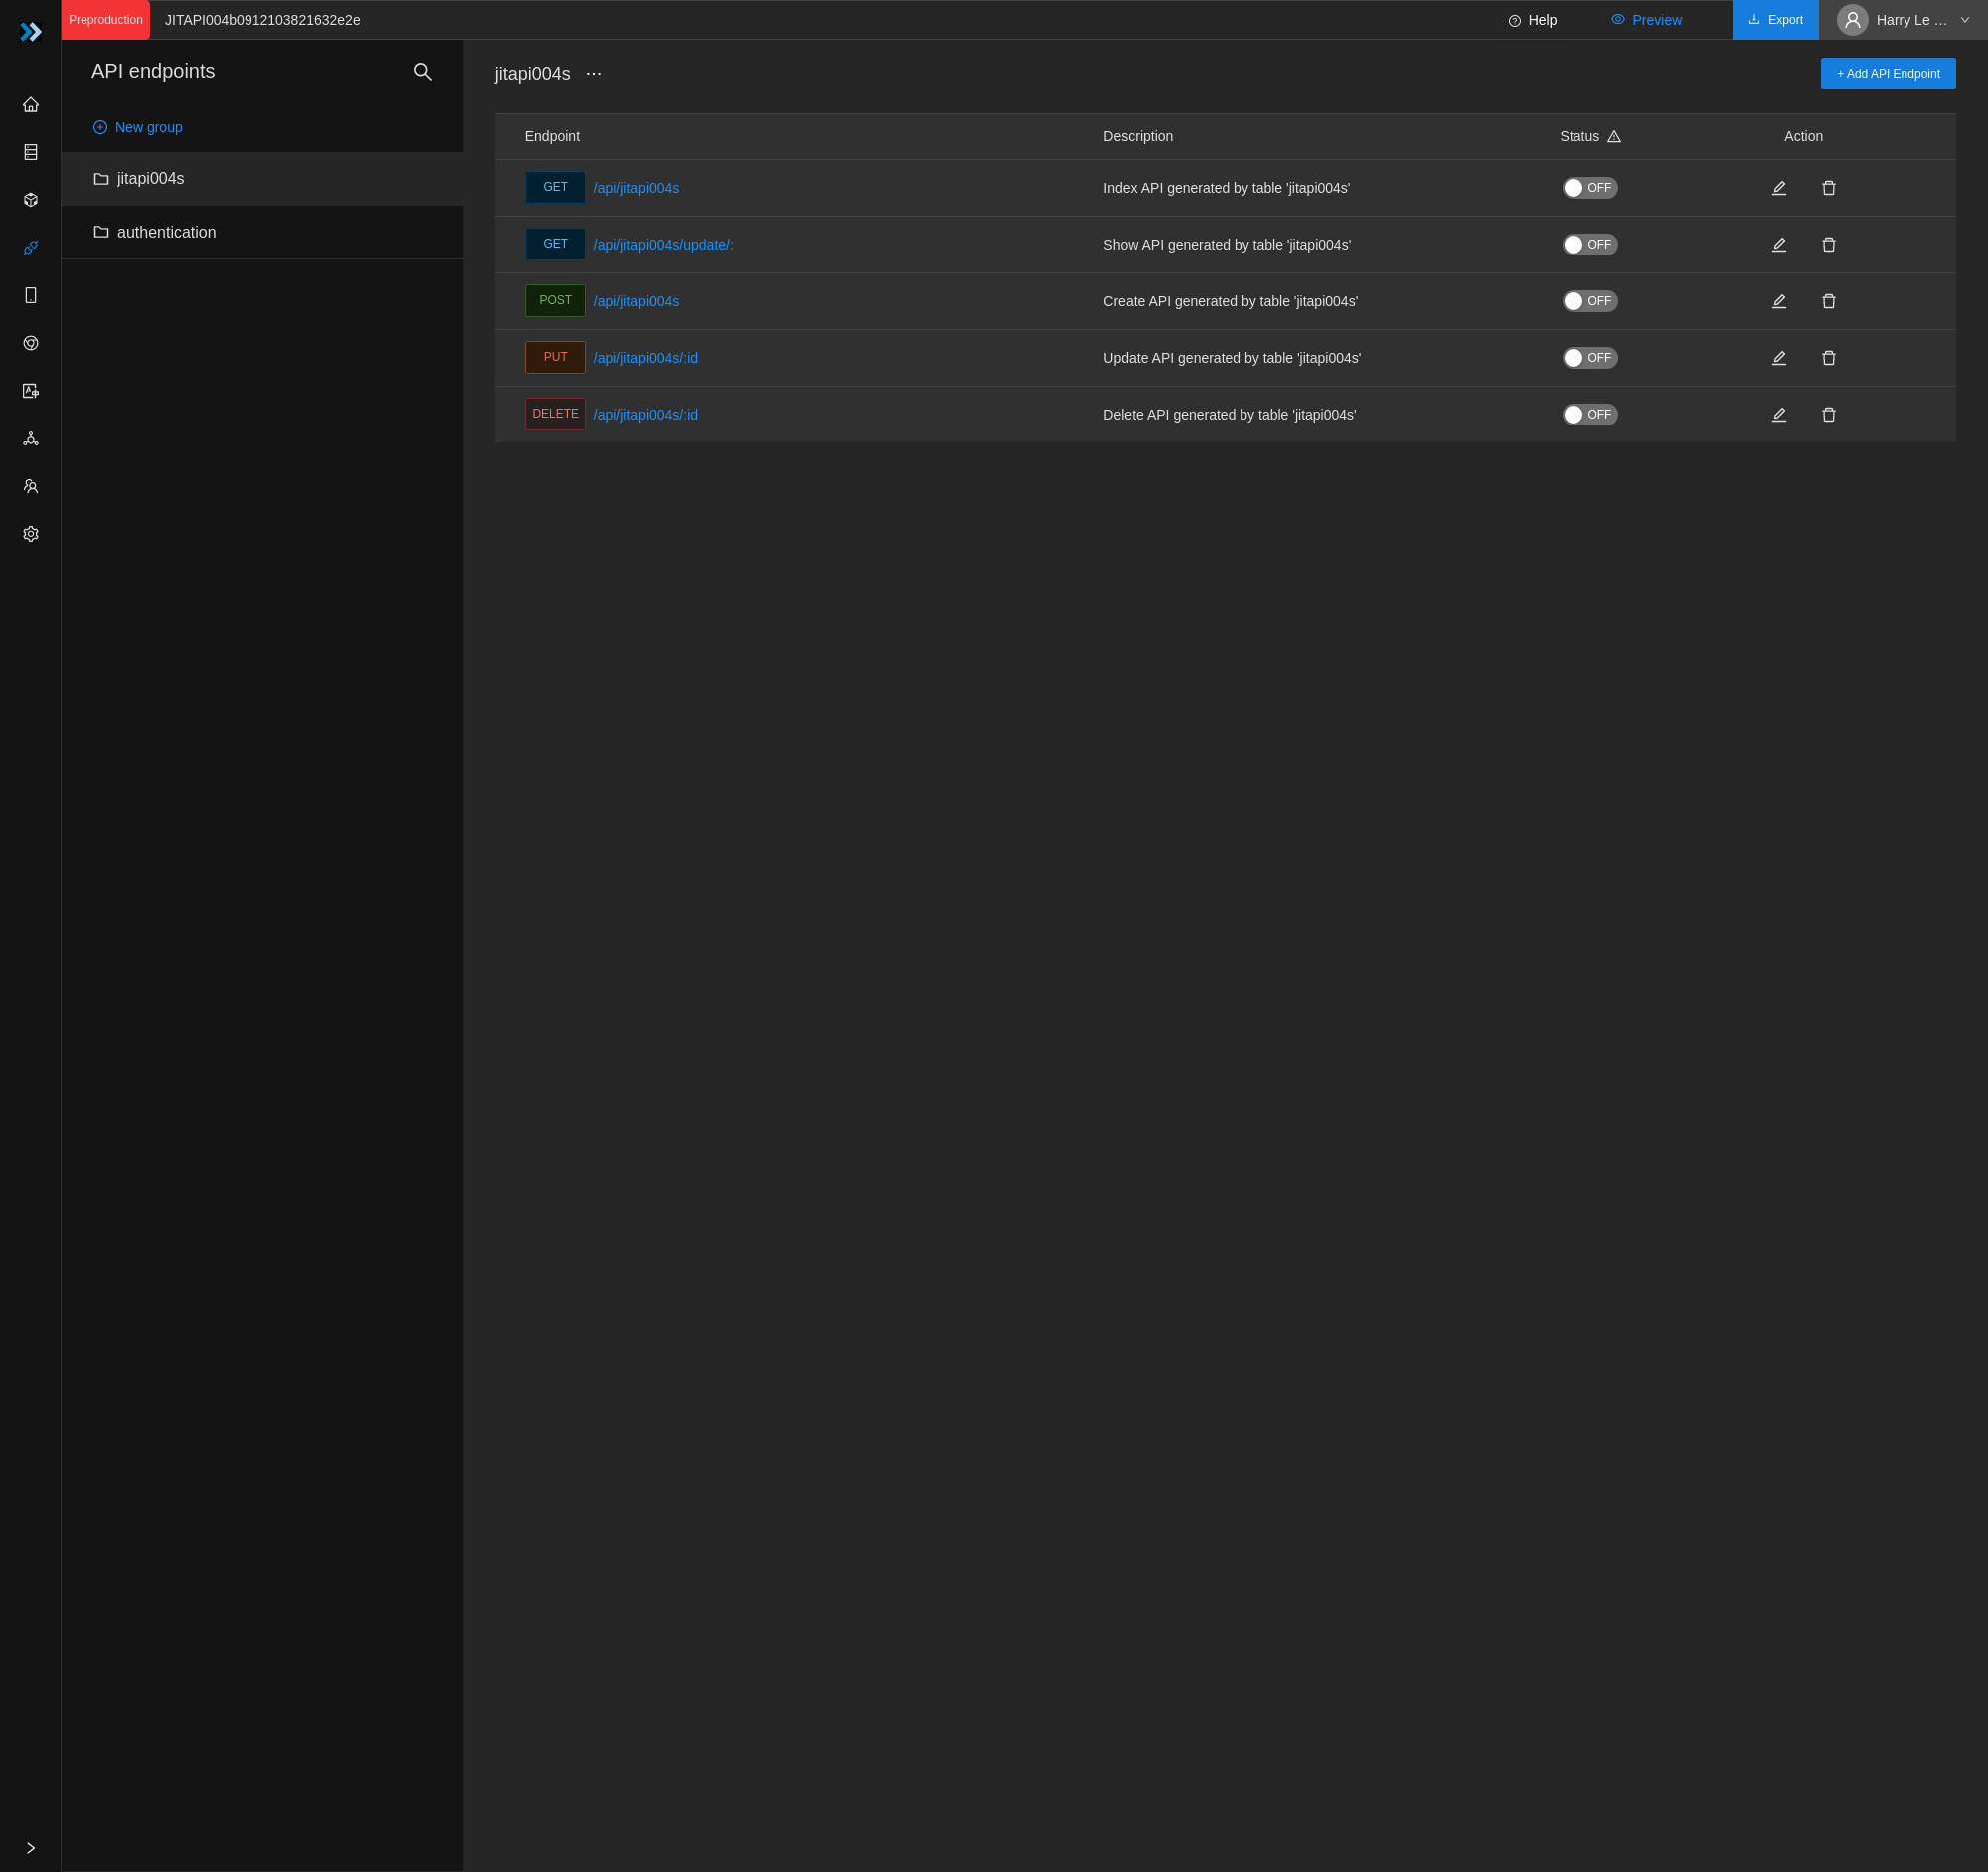 Preproduction JITAPI004b0912103821632e2e Help Preview Export Harry Le ...
API endpoints
New group
jitapi004s
authentication
jitapi004s ··· + Add API Endpoint
Endpoint Description Status Action
GET /api/jitapi004s Index API generated by table 'jitapi004s' OFF
GET /api/jitapi004s/update/: Show API generated by table 'jitapi004s' OFF
POST /api/jitapi004s Create API generated by table 'jitapi004s' OFF
PUT /api/jitapi004s/:id Update API generated by table 'jitapi004s' OFF
DELETE /api/jitapi004s/:id Delete API generated by table 'jitapi004s' OFF